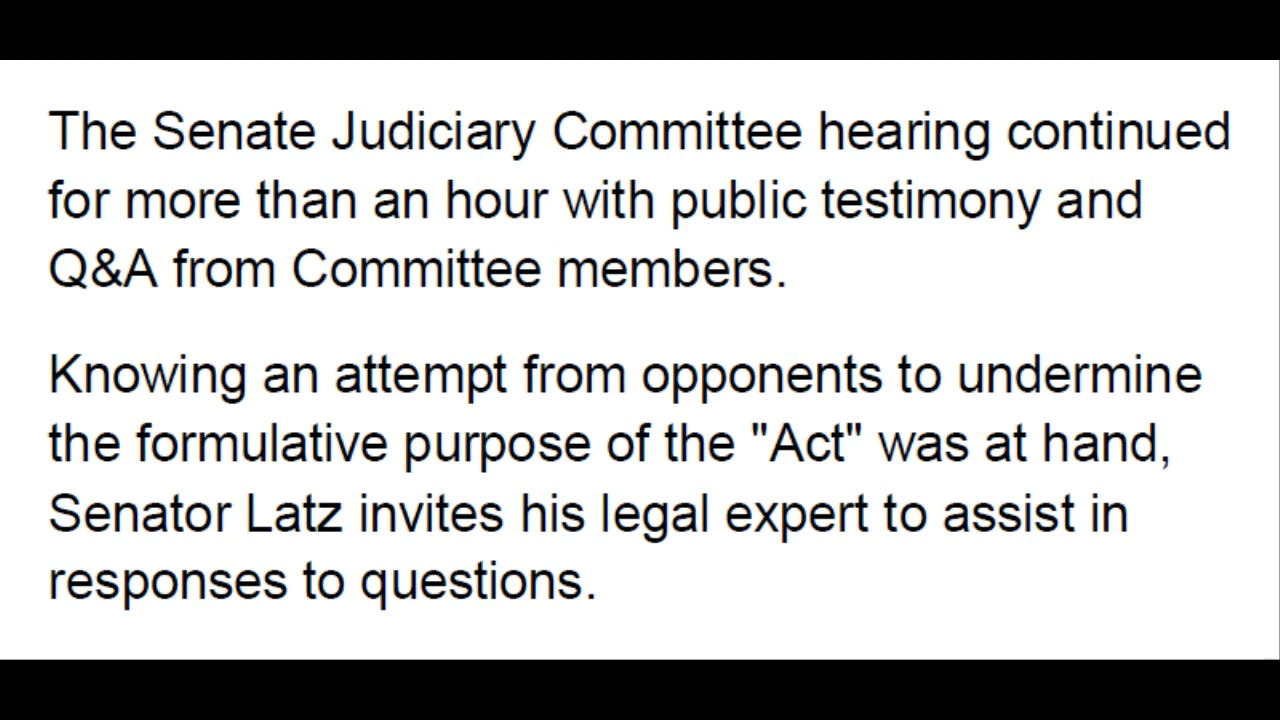 The Senate Judiciary Committee hearing continued
for more than an hour with public testimony and
Q&A from Committee members.
Knowing an attempt from opponents to undermine
the formulative purpose of the "Act" was at hand,
Senator Latz invites his legal expert to assist in
responses to questions.